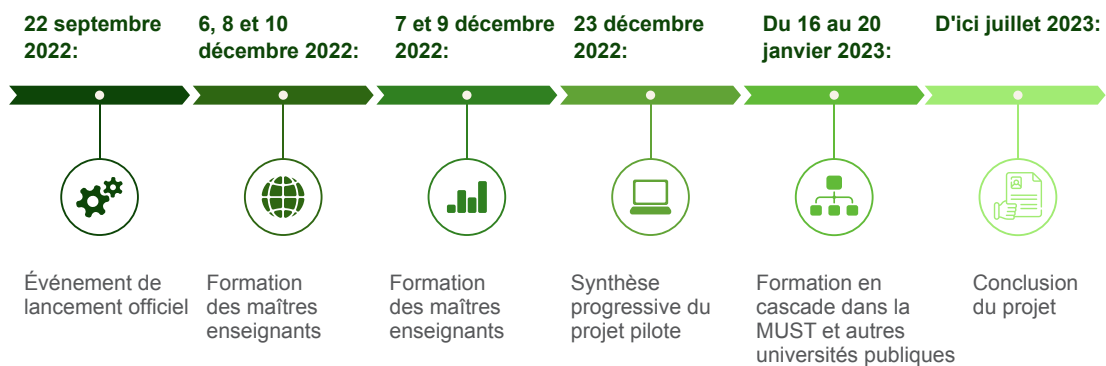 22 septembre
2022:
6, 8 et 10
décembre 2022:
7 et 9 décembre
2022:
23 décembre
2022:
Du 16 au 20
janvier 2023:
D'ici juillet 2023:
Événement de
lancement officiel
Formation
des maîtres
enseignants
Formation
des maîtres
enseignants
Synthèse
progressive du
projet pilote
Formation en
cascade dans la
MUST et autres
universités publiques
Conclusion
du projet